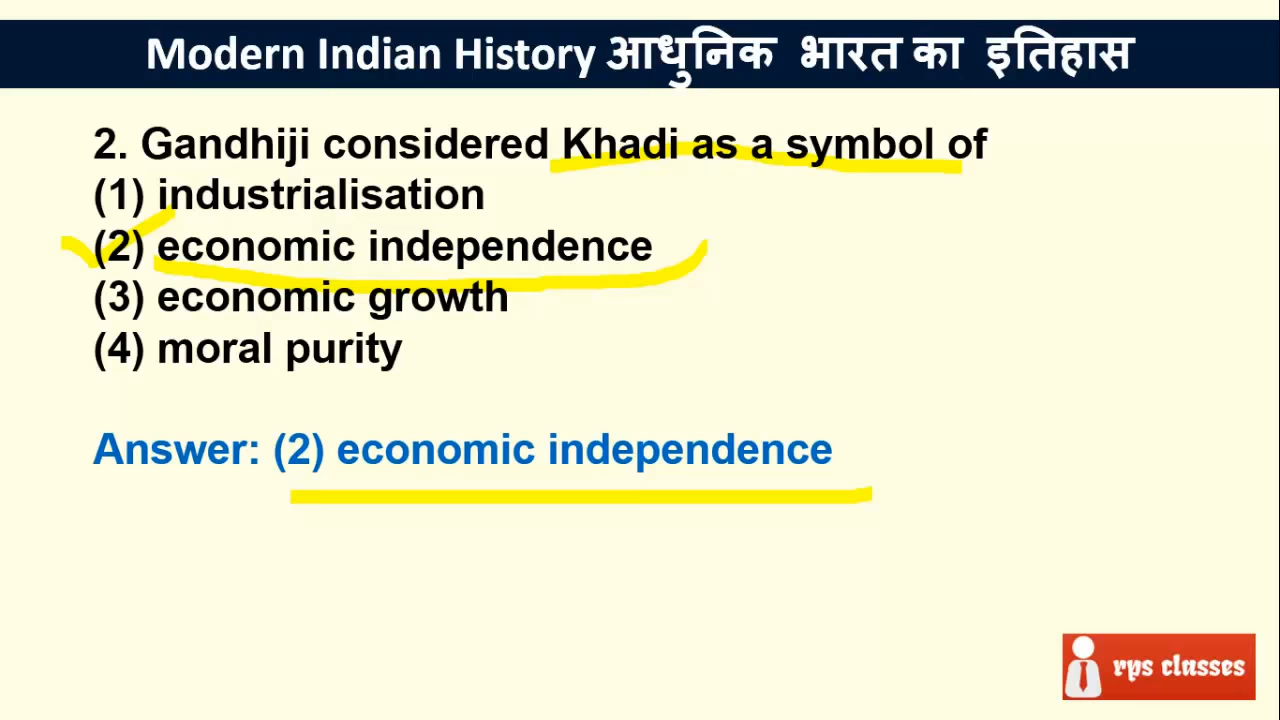 Modern Indian History आधुनिक भारत का इतिहास
2. Gandhiji considered Khadi as a symbol of
(1) industrialisation
(2) economic independence
(3) economic growth
(4) moral purity
Answer: (2) economic independence
rps classes